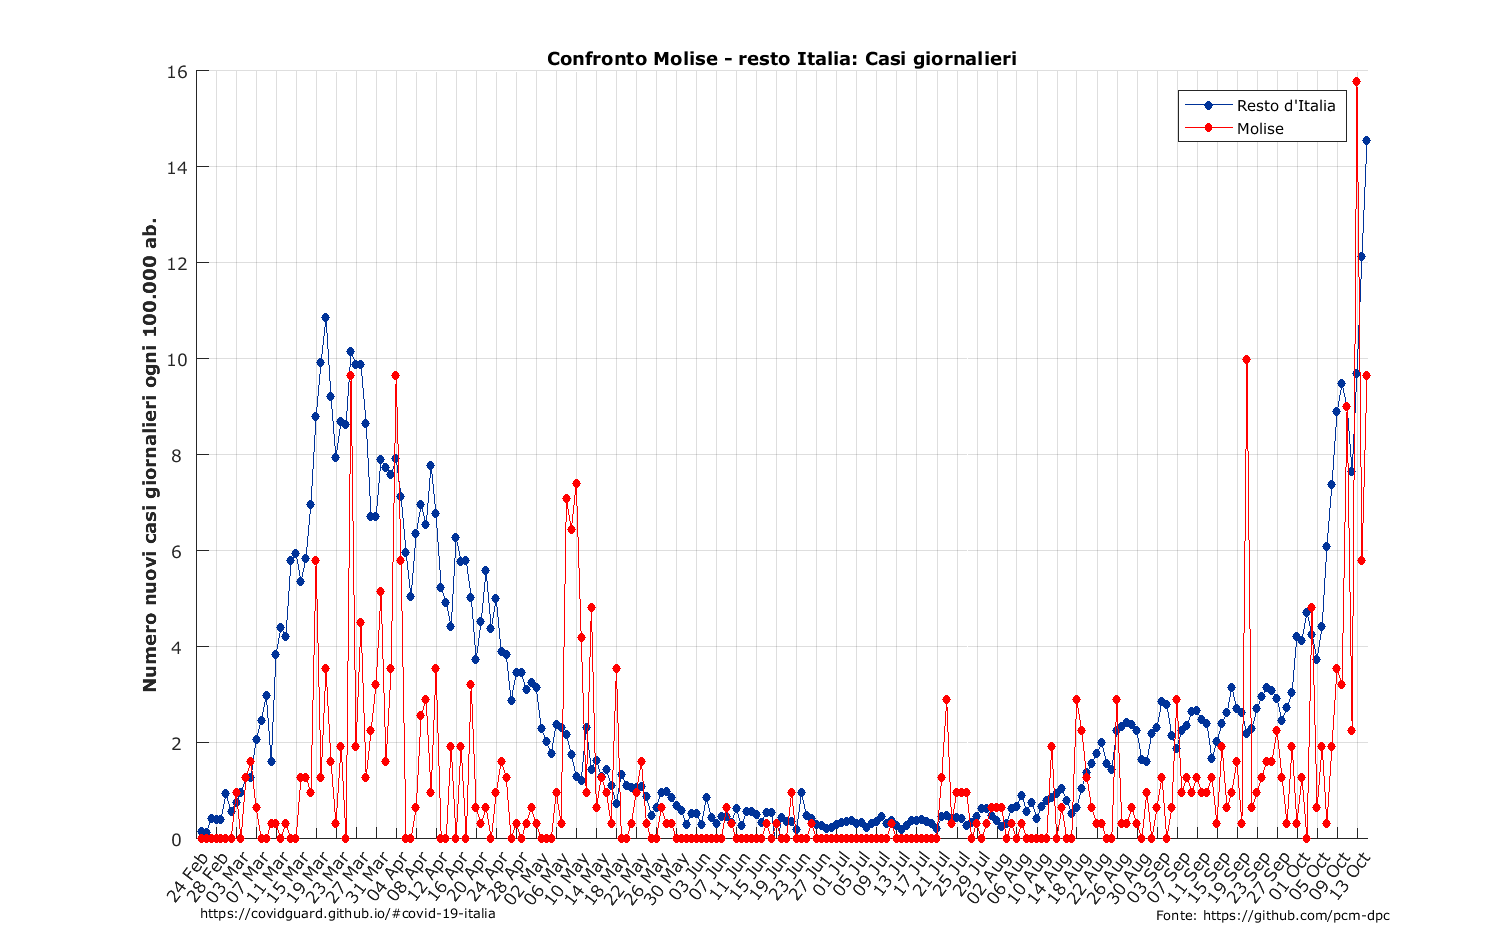 Confronto Molise - resto Italia: Casi giornalieri
Resto d'Italia
Molise
Numero nuovi casi giornalieri ogni 100.000 ab.
16
14
12
10
8
6
4
2
0
24 Feb
28 Feb
03 Mar
07 Mar
11 Mar
15 Mar
19 Mar
23 Mar
27 Mar
31 Mar
04 Apr
08 Apr
12 Apr
16 Apr
20 Apr
24 Apr
28 Apr
02 May
06 May
10 May
14 May
18 May
22 May
26 May
30 May
03 Jun
07 Jun
11 Jun
15 Jun
19 Jun
23 Jun
27 Jun
01 Jul
05 Jul
09 Jul
13 Jul
17 Jul
21 Jul
25 Jul
29 Jul
02 Aug
06 Aug
10 Aug
14 Aug
18 Aug
22 Aug
26 Aug
30 Aug
03 Sep
07 Sep
11 Sep
15 Sep
19 Sep
23 Sep
27 Sep
01 Oct
05 Oct
09 Oct
13 Oct
https://covidguard.github.io/#covid-19-italia
Fonte: https://github.com/pcm-dpc